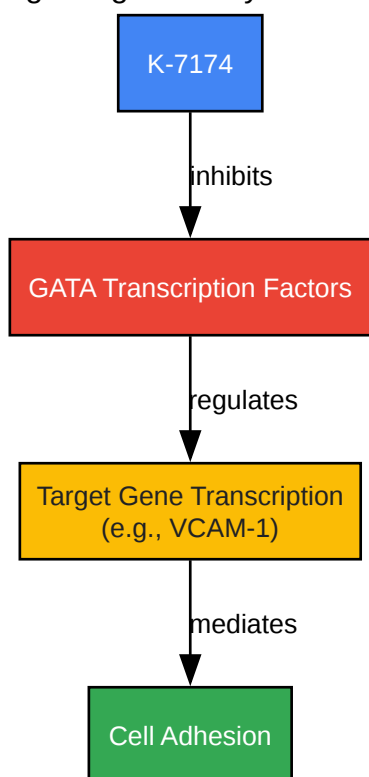 K-7174
inhibits
GATA Transcription Factors
regulates
Target Gene Transcription
(e.g., VCAM-1)
mediates
Cell Adhesion